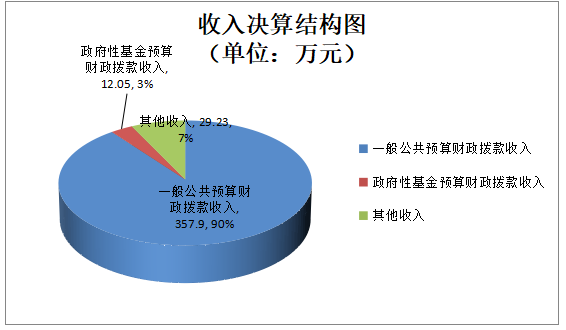 收入决算结构图
（单位：万元）
政府性基金预算
财政拨款收入,
12.05, 3%
其他收入, 29.23,
7%
一般公共预算财
政拨款收入,
357.9, 90%
一般公共预算财政拨款收入
政府性基金预算财政拨款收入
其他收入